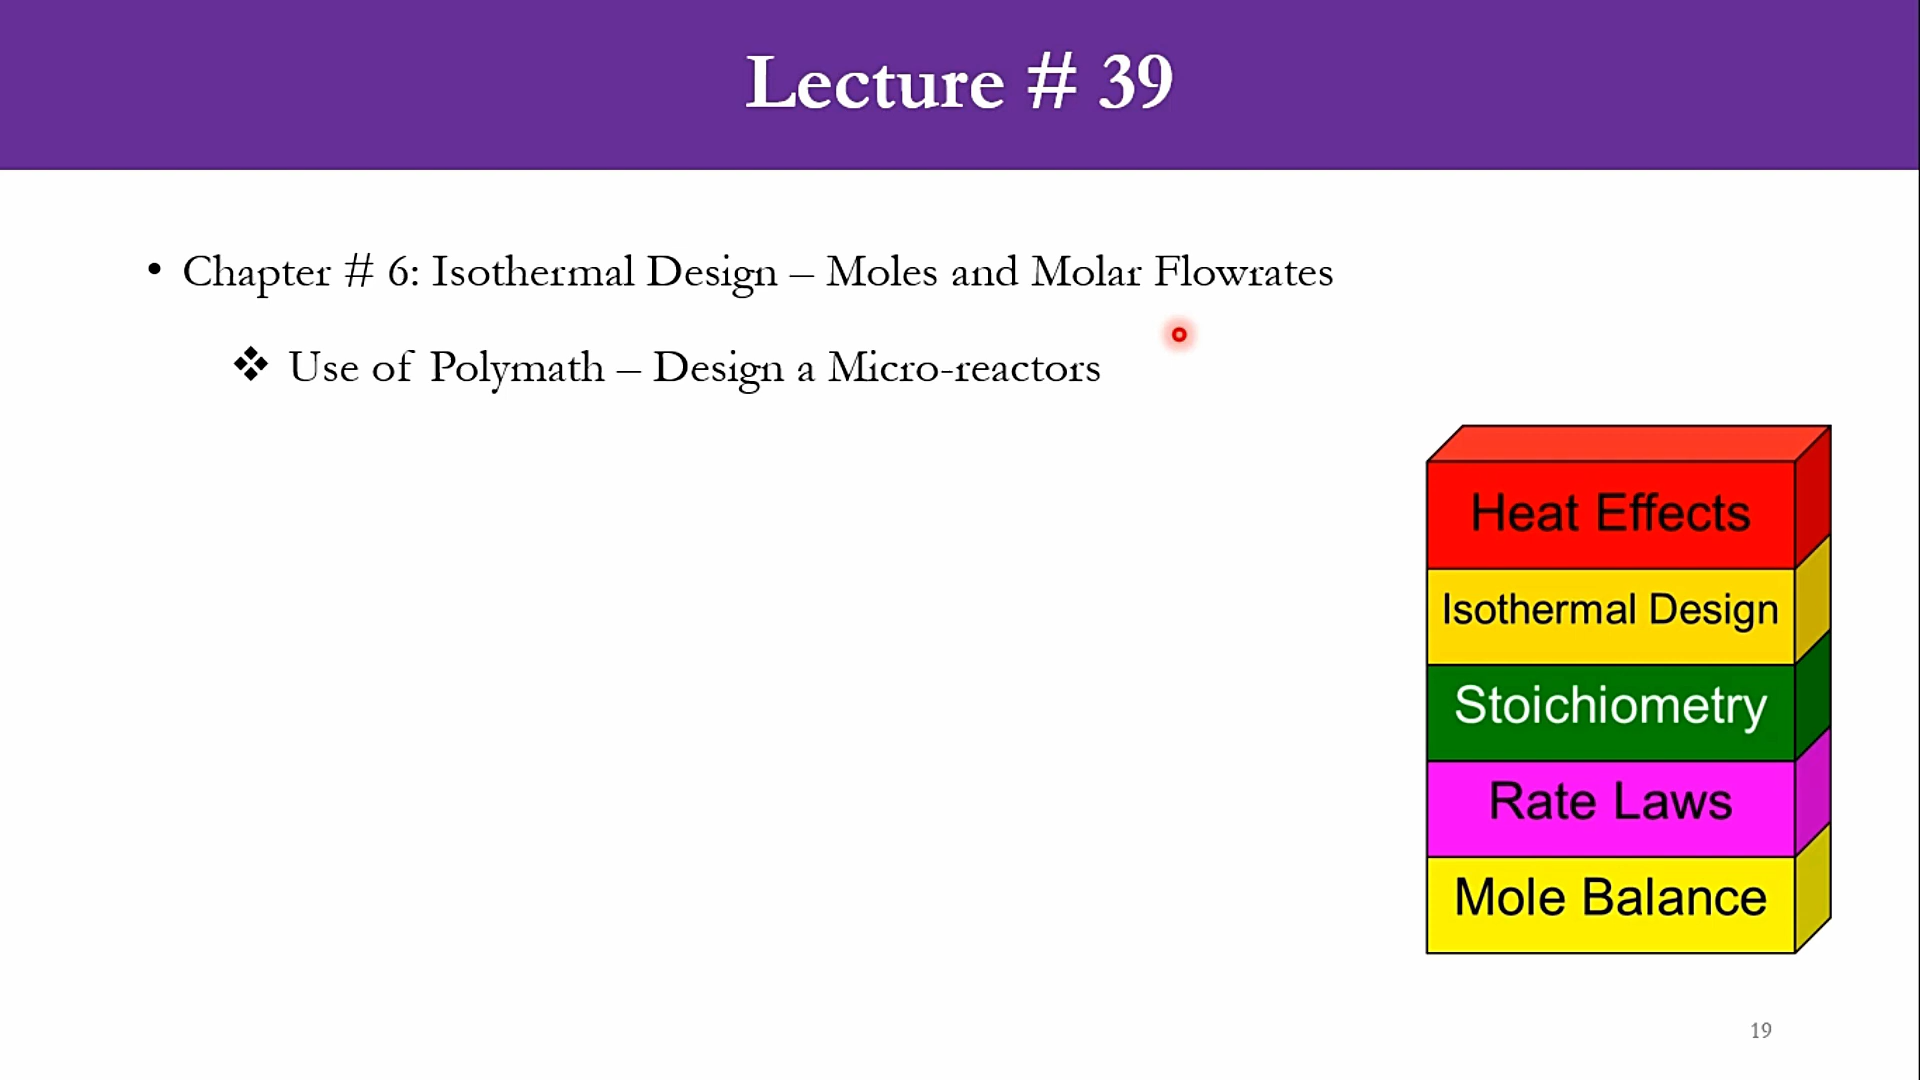 Lecture # 39
• Chapter # 6: Isothermal Design – Moles and Molar Flowrates
❖ Use of Polymath – Design a Micro-reactors
Heat Effects
Isothermal Design
Stoichiometry
Rate Laws
Mole Balance
19